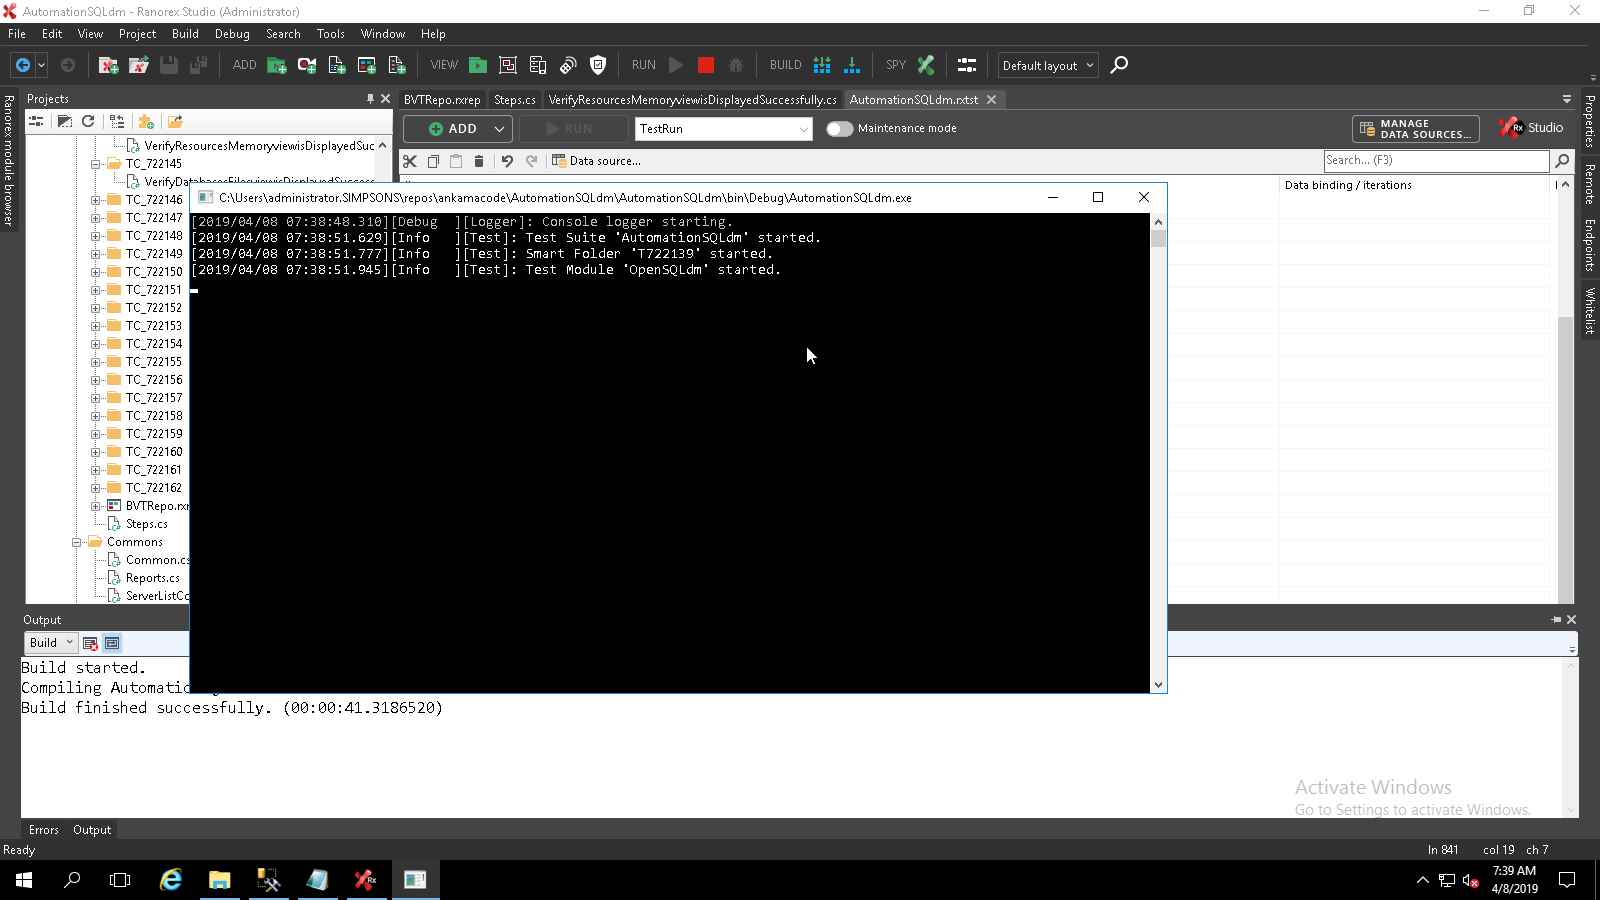 AutomationSQLdm - Ranorex Studio (Administrator)
File Edit View Project Build Debug Search Tools Window Help
ADD VIEW RUN BUILD SPY Default layout
Ranorex module browser
Projects
BVTRepo.rxrep Steps.cs VerifyResourcesMemoryviewisDisplayedSuccessfully.cs AutomationSQLdm.rxtst
ADD RUN TestRun Maintenance mode MANAGE
DATA SOURCES... Rx Studio
Data source... Search... (F3)
Data binding / iterations
Properties
Remote Endpoints
Whitelist
VerifyResourcesMemoryviewisDisplayedSuc
TC_722145
VerifyDatabasesFilesviewisDisplayedSuccess
TC_722146
TC_722147
TC_722148
TC_722149
TC_722150
TC_722151
TC_722152
TC_722153
TC_722154
TC_722155
TC_722156
TC_722157
TC_722158
TC_722159
TC_722160
TC_722161
TC_722162
BVTRepo.rxr
Steps.cs
Commons
Common.cs
Reports.cs
ServerListCo
C:\Users\administrator.SIMPSONS\repos\ankamacode\AutomationSQLdm\AutomationSQLdm\bin\Debug\AutomationSQLdm.exe
[2019/04/08 07:38:48.310][Debug  ][Logger]: Console logger starting.
[2019/04/08 07:38:51.629][Info   ][Test]: Test Suite 'AutomationSQLdm' started.
[2019/04/08 07:38:51.777][Info   ][Test]: Smart Folder 'T722139' started.
[2019/04/08 07:38:51.945][Info   ][Test]: Test Module 'OpenSQLdm' started.
Output
Build
Build started.
Compiling Automatic
Build finished successfully. (00:00:41.3186520)
Activate Windows
Go to Settings to activate Windows.
Errors Output
Ready ln 841 col 19 ch 7
Rx
7:39 AM
4/8/2019